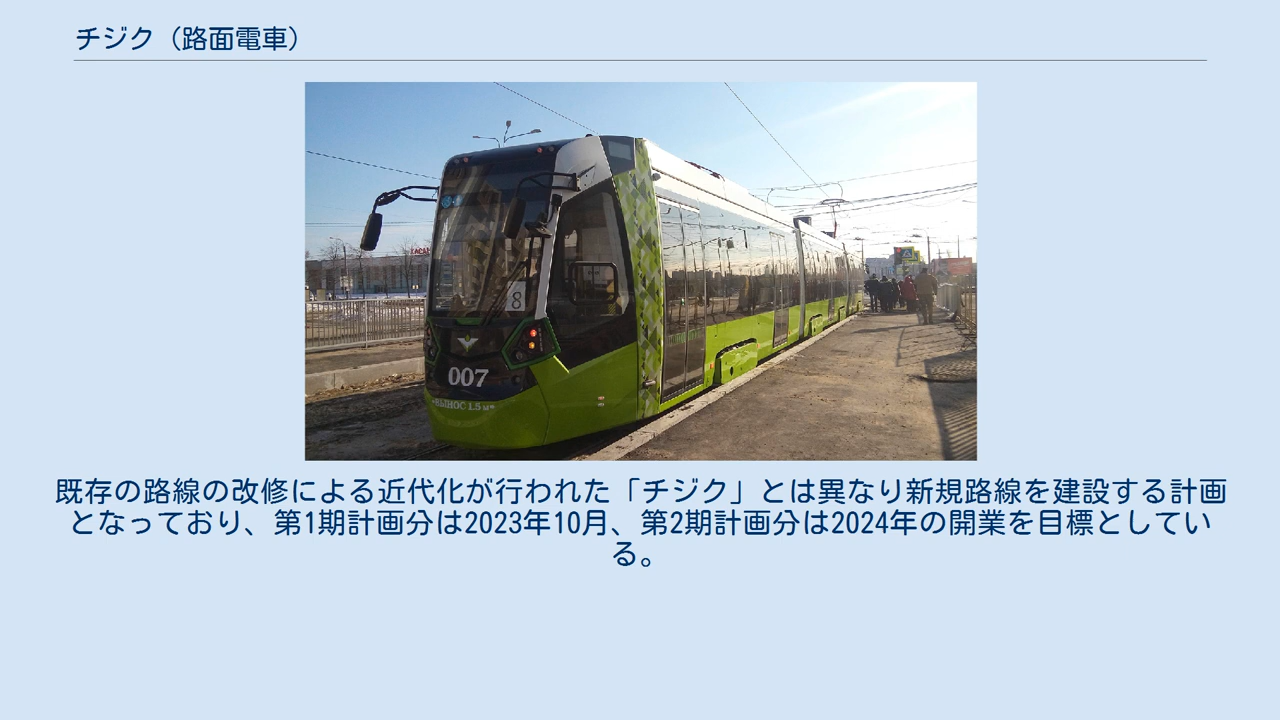 チジク（路面電車）
8
007
*ВЫНОС 1.5 м*
既存の路線の改修による近代化が行われた「チジク」とは異なり新規路線を建設する計画
となっており、第1期計画分は2023年10月、第2期計画分は2024年の開業を目標としてい
る。